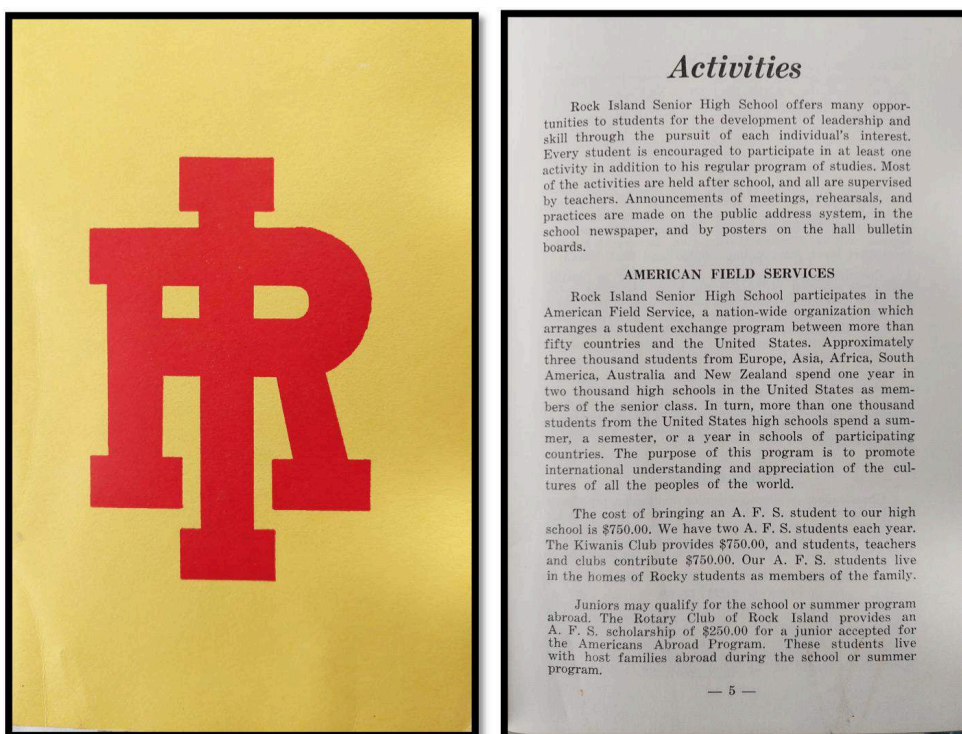 RI
Activities
Rock Island Senior High School offers many oppor-
tunities to students for the development of leadership and
skill through the pursuit of each individual's interest.
Every student is encouraged to participate in at least one
activity in addition to his regular program of studies. Most
of the activities are held after school, and all are supervised
by teachers. Announcements of meetings, rehearsals, and
practices are made on the public address system, in the
school newspaper, and by posters on the hall bulletin
boards.
AMERICAN FIELD SERVICES
Rock Island Senior High School participates in the
American Field Service, a nation-wide organization which
arranges a student exchange program between more than
fifty countries and the United States. Approximately
three thousand students from Europe, Asia, Africa, South
America, Australia and New Zealand spend one year in
two thousand high schools in the United States as mem-
bers of the senior class. In turn, more than one thousand
students from the United States high schools spend a sum-
mer, a semester, or a year in schools of participating
countries. The purpose of this program is to promote
international understanding and appreciation of the cul-
tures of all the peoples of the world.
The cost of bringing an A. F. S. student to our high
school is $750.00. We have two A. F. S. students each year.
The Kiwanis Club provides $750.00, and students, teachers
and clubs contribute $750.00. Our A. F. S. students live
in the homes of Rocky students as members of the family.
Juniors may qualify for the school or summer program
abroad. The Rotary Club of Rock Island provides an
A. F. S. scholarship of $250.00 for a junior accepted for
the Americans Abroad Program. These students live
with host families abroad during the school or summer
program.
— 5 —